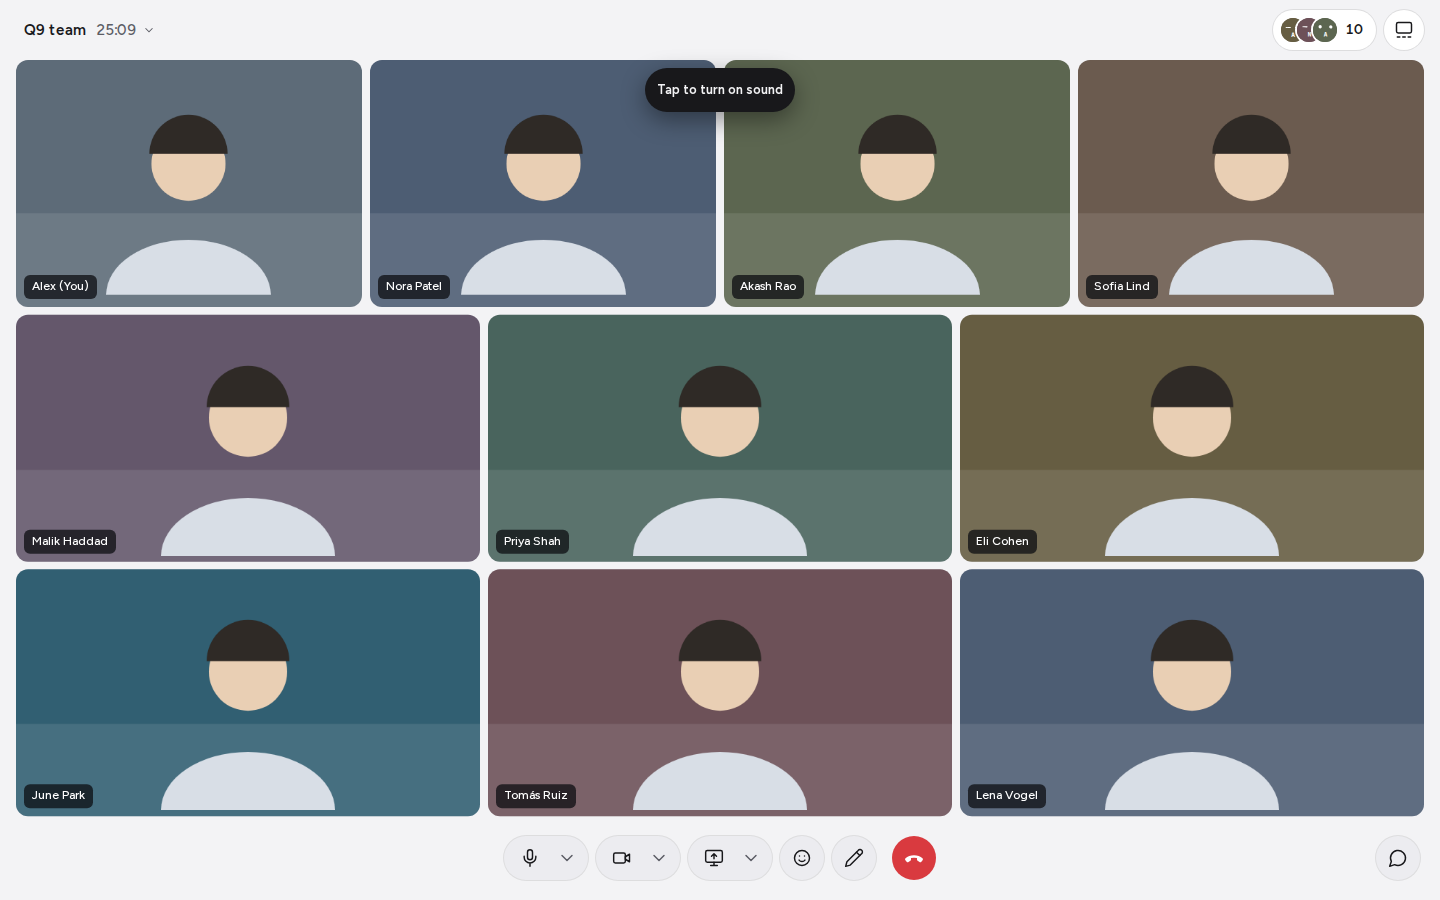 Q9 team 25:09
10
Tap to turn on sound
Alex (You)
Nora Patel
Akash Rao
Sofia Lind
Malik Haddad
Priya Shah
Eli Cohen
June Park
Tomás Ruiz
Lena Vogel